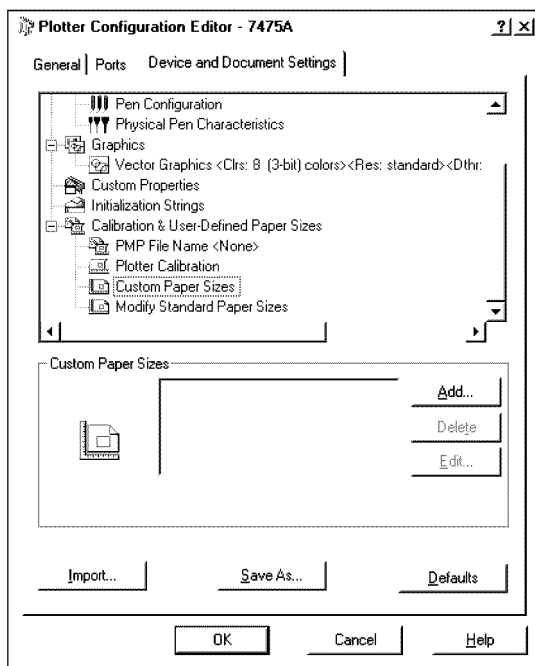 Plotter Configuration Editor - 7475A
General Ports Device and Document Settings
Pen Configuration
Physical Pen Characteristics
Graphics
Vector Graphics <Clrs: 8 (3-bit) colors><Res: standard><Dthr:
Custom Properties
Initialization Strings
Calibration & User-Defined Paper Sizes
PMP File Name <None>
Plotter Calibration
Custom Paper Sizes
Modify Standard Paper Sizes
Custom Paper Sizes
Add...
Delete
Edit...
Import... Save As... Defaults
OK Cancel Help